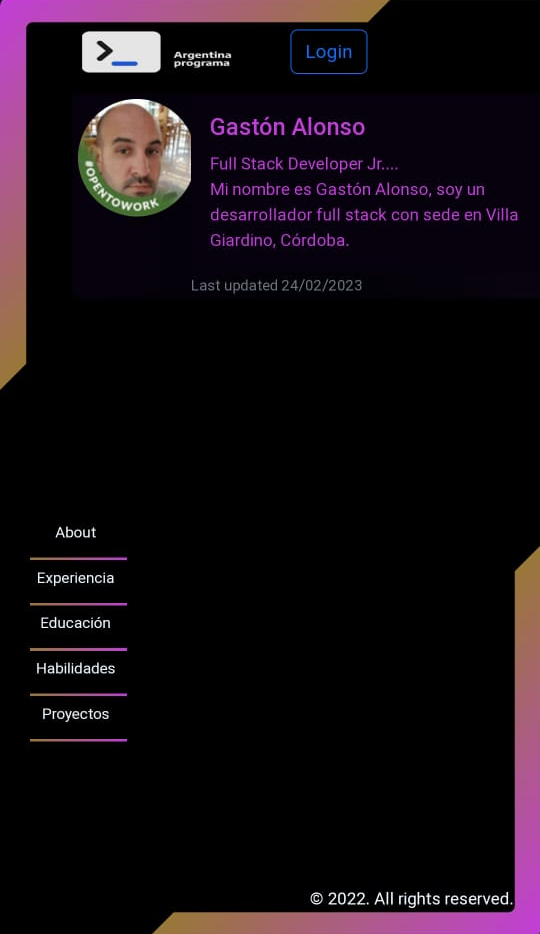 Argentina
programa
Login
#OPENTOWORK
Gastón Alonso
Full Stack Developer Jr....
Mi nombre es Gastón Alonso, soy un
desarrollador full stack con sede en Villa
Giardino, Córdoba.
Last updated 24/02/2023
About
Experiencia
Educación
Habilidades
Proyectos
© 2022. All rights reserved.